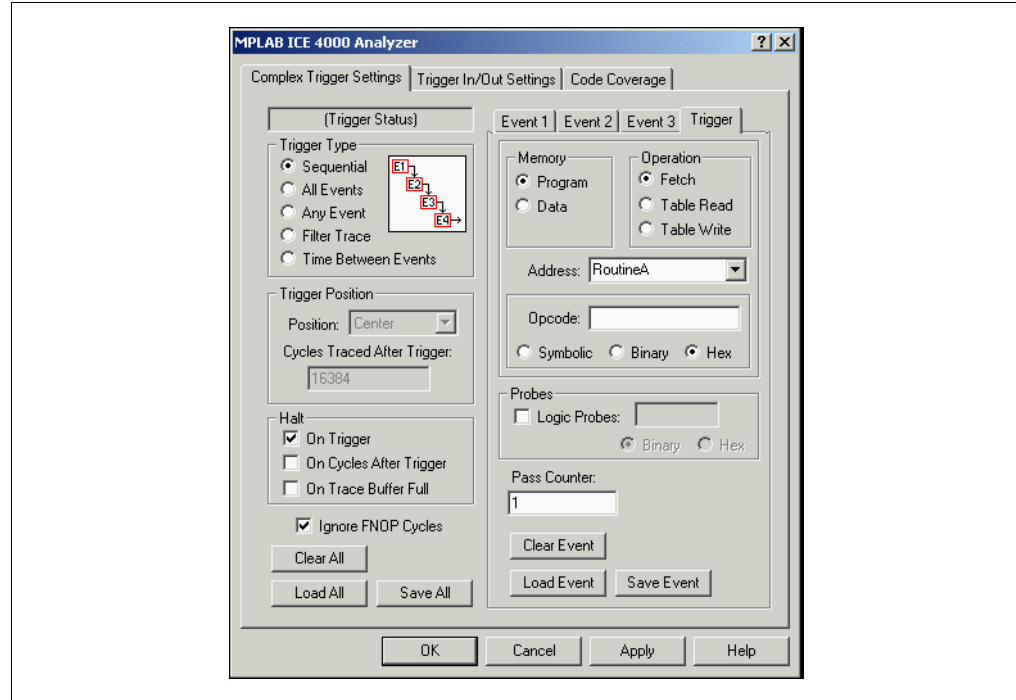 MPLAB ICE 4000 Analyzer
Complex Trigger Settings
Trigger In/Out Settings
Code Coverage
(Trigger Status)
Trigger Type
Sequential
All Events
Any Event
Filter Trace
Time Between Events
E1
E2
E3
E4
Trigger Position
Position: Center
Cycles Traced After Trigger:
16384
Halt
On Trigger
On Cycles After Trigger
On Trace Buffer Full
Ignore FNOP Cycles
Clear All
Load All
Save All
Event 1
Event 2
Event 3
Trigger
Memory
Program
Data
Operation
Fetch
Table Read
Table Write
Address: RoutineA
Opcode:
Symbolic
Binary
Hex
Probes
Logic Probes:
Binary
Hex
Pass Counter:
1
Clear Event
Load Event
Save Event
OK
Cancel
Apply
Help